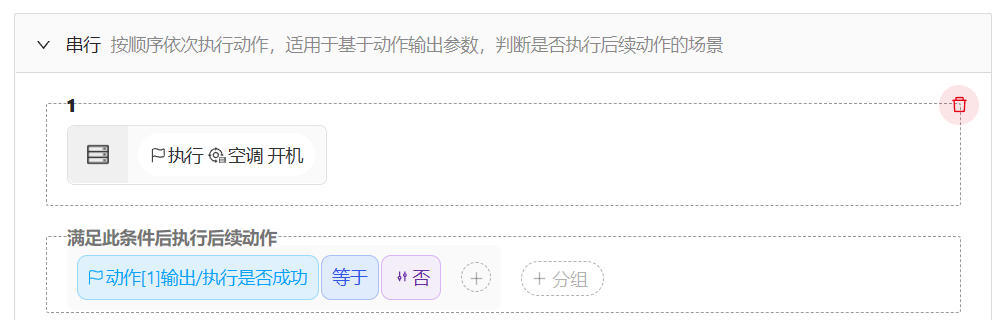 串行 按顺序依次执行动作，适用于基于动作输出参数，判断是否执行后续动作的场景
1
执行 空调 开机
满足此条件后执行后续动作
动作[1]输出/执行是否成功 等于 否 + + 分组